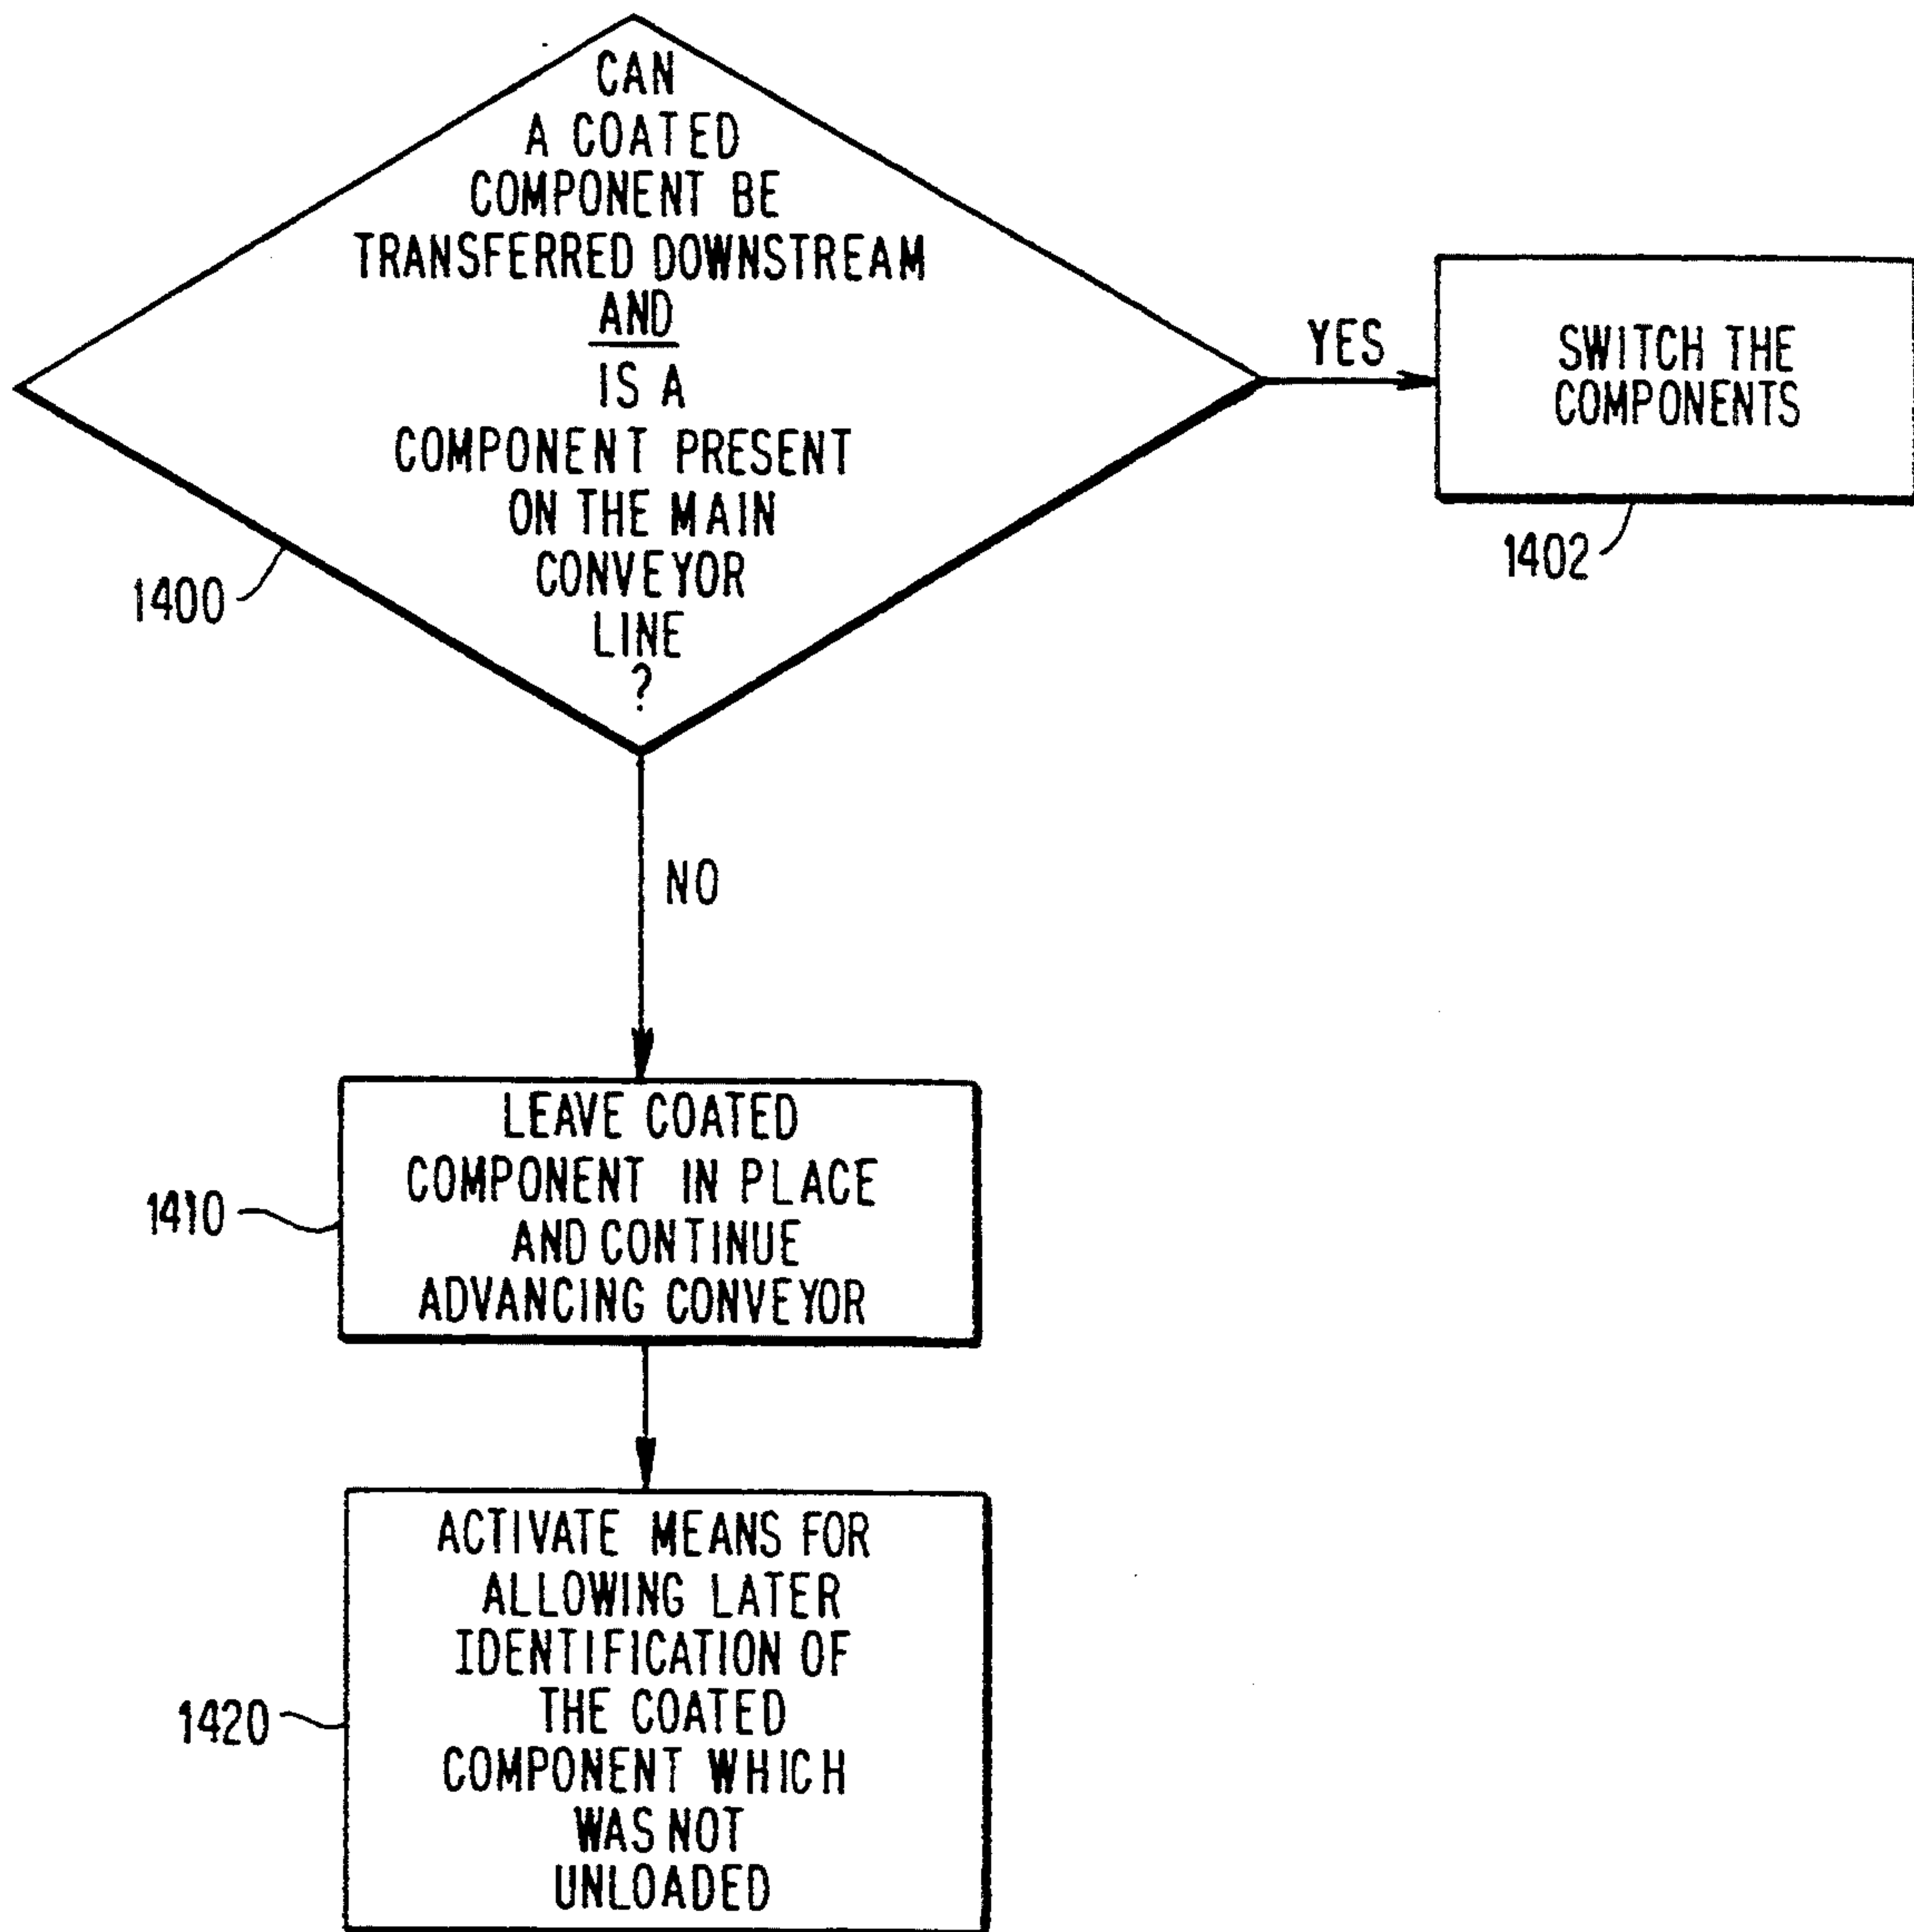 CAN
A COATED
COMPONENT BE
TRANSFERRED DOWNSTREAM
AND
IS A
COMPONENT PRESENT
ON THE MAIN
CONVEYOR
LINE
?
1400
YES
SWITCH THE
COMPONENTS
1402
NO
LEAVE COATED
COMPONENT IN PLACE
AND CONTINUE
ADVANCING CONVEYOR
1410
ACTIVATE MEANS FOR
ALLOWING LATER
IDENTIFICATION OF
THE COATED
COMPONENT WHICH
WAS NOT
UNLOADED
1420